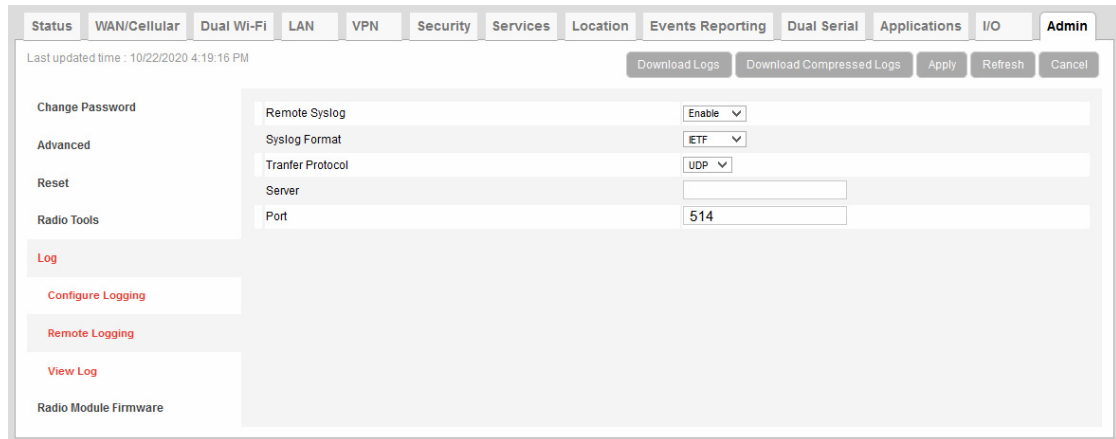 Status WAN/Cellular Dual Wi-Fi LAN VPN Security Services Location Events Reporting Dual Serial Applications I/O Admin
Last updated time : 10/22/2020 4:19:16 PM
Download Logs Download Compressed Logs Apply Refresh Cancel
Change Password
Advanced
Reset
Radio Tools
Log
Configure Logging
Remote Logging
View Log
Radio Module Firmware
Remote Syslog Enable
Syslog Format IETF
Tranfer Protocol UDP
Server
Port 514